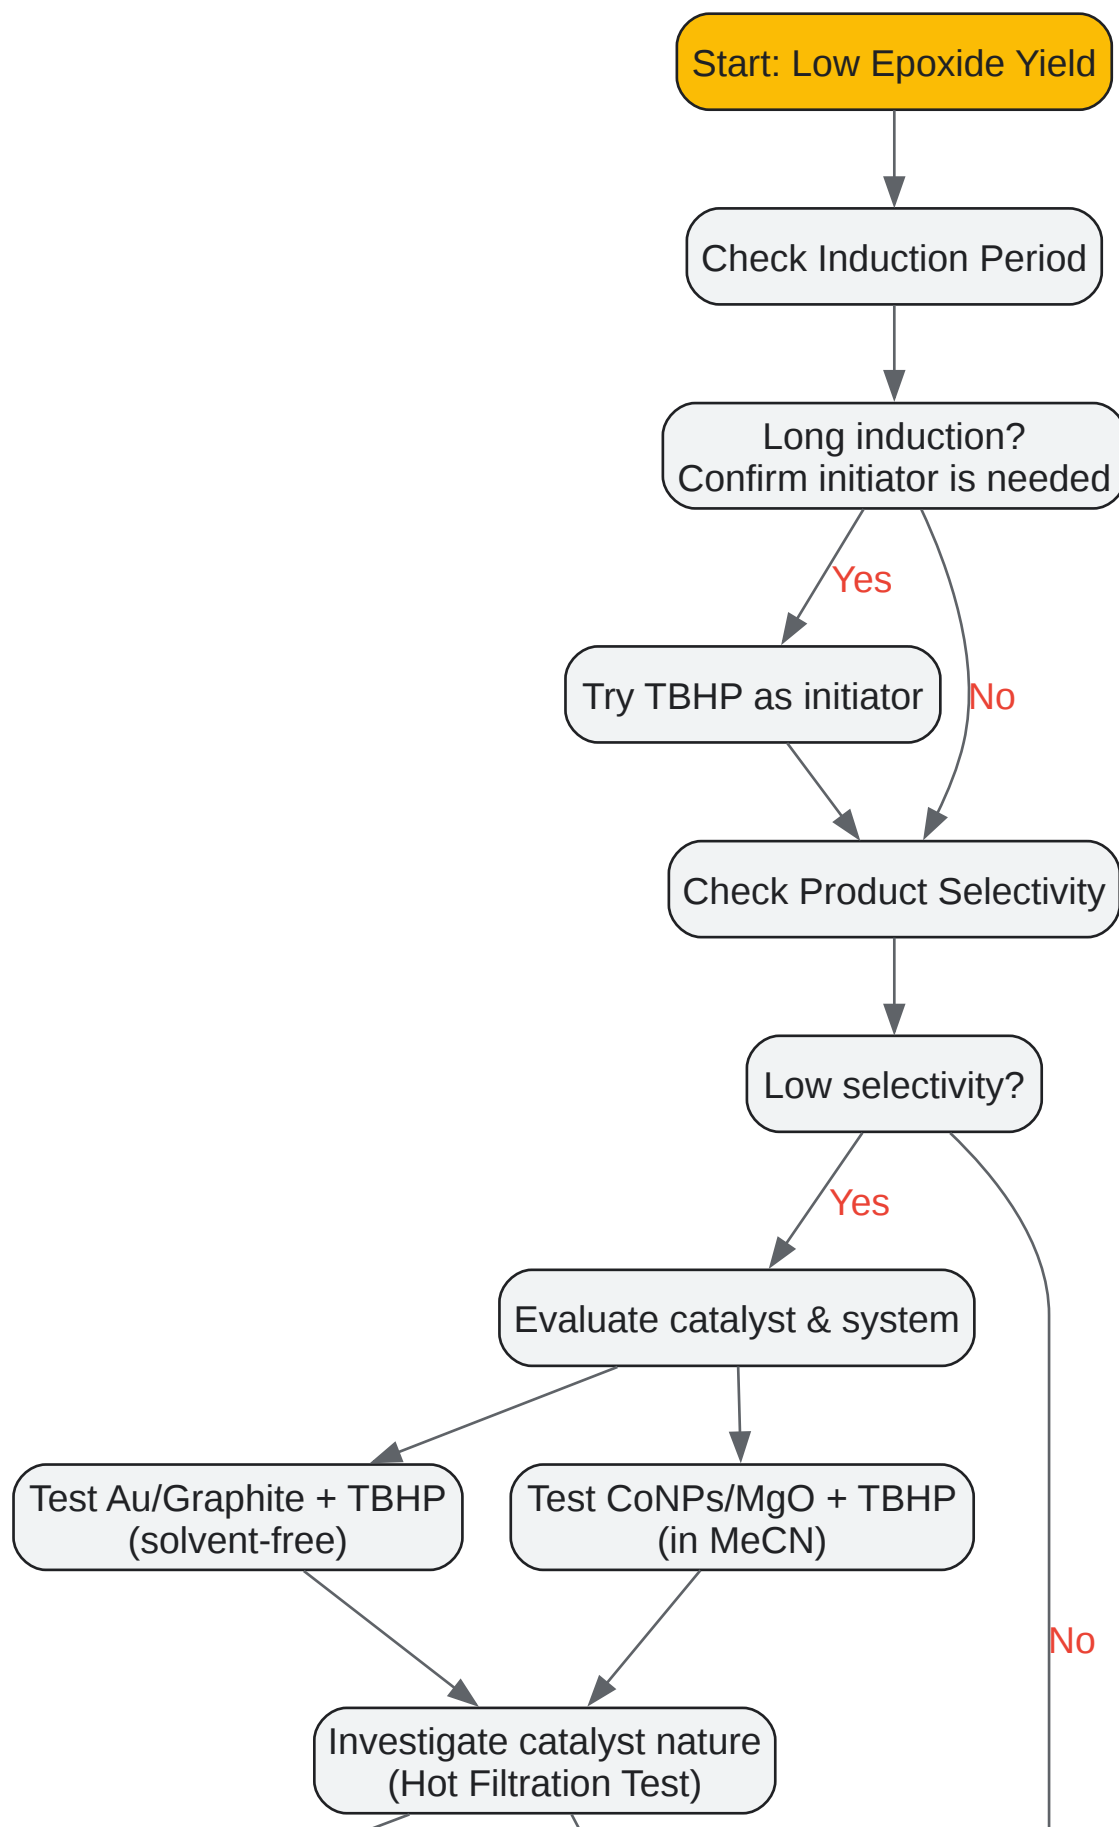 Start: Low Epoxide Yield
Check Induction Period
Long induction?
Confirm initiator is needed
Yes
Try TBHP as initiator
No
Check Product Selectivity
Low selectivity?
Yes
Evaluate catalyst & system
Test Au/Graphite + TBHP
(solvent-free)
Test CoNPs/MgO + TBHP
(in MeCN)
No
Investigate catalyst nature
(Hot Filtration Test)